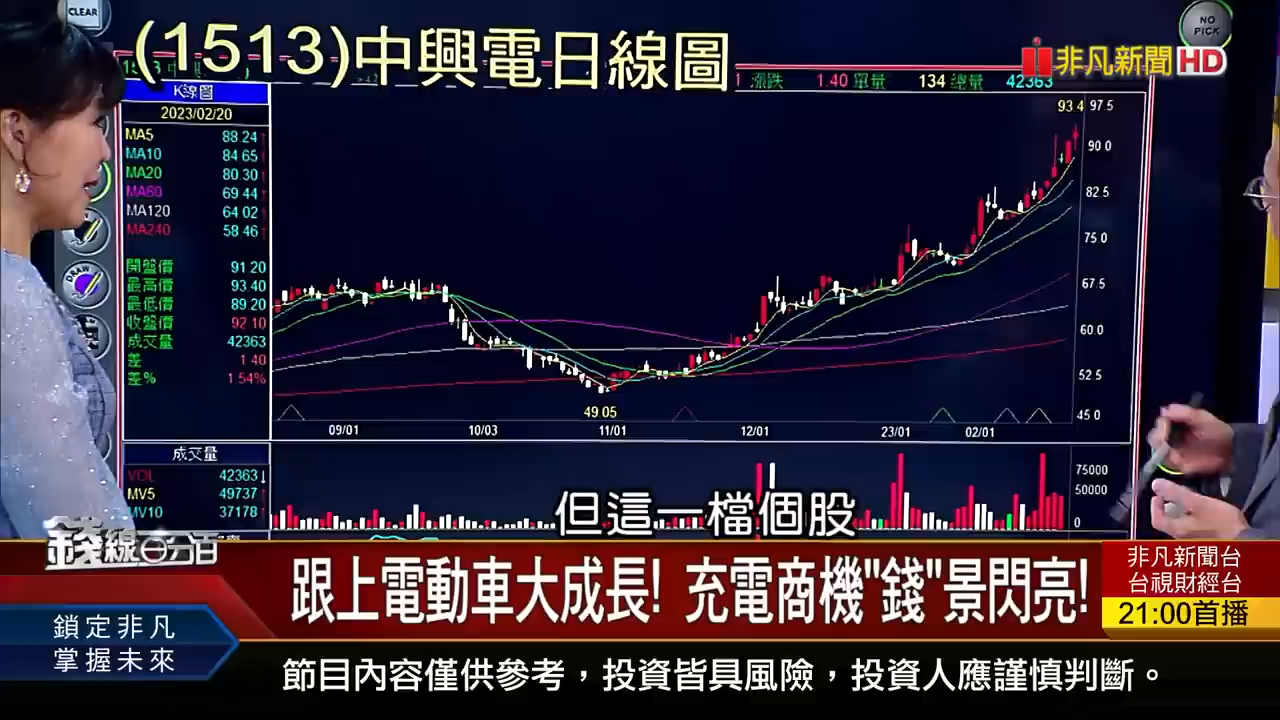 CLEAR
NO PICK
(1513)中興電日線圖
非凡新聞HD
漲跌 1.40 單量 134 總量 42363
K線圖
2023/02/20
MA5 88.24
MA10 84.65
MA20 80.30
MA60 69.44
MA120 64.02
MA240 58.46
開盤價 91.20
最高價 93.40
最低價 89.20
收盤價 92.10
成交量 42363
差 1.40
差% 1.54%
DRAW
93.4
97.5
90.0
82.5
75.0
67.5
60.0
52.5
45.0
49.05
09/01 10/03 11/01 12/01 23/01 02/01
成交量
VOL 42363↓
MV5 49737
MV10 37178
75000
50000
0
但這一檔個股
錢線百分百
跟上電動車大成長! 充電商機"錢"景閃亮!
非凡新聞台
台視財經台
21:00首播
鎖定非凡
掌握未來
節目內容僅供參考，投資皆具風險，投資人應謹慎判斷。